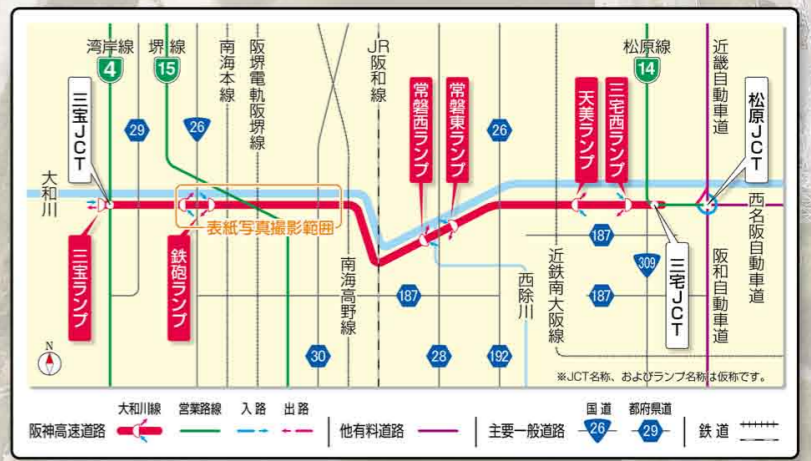 湾岸線
4
堺線
15
南海本線
阪堺電軌阪堺線
JR阪和線
松原線
14
近畿自動車道
松原JCT
三宝JCT
29
26
常磐西ランプ
常磐東ランプ
26
天美ランプ
三宅西ランプ
大和川
表紙写真撮影範囲
三宝ランプ
鉄砲ランプ
南海高野線
187
187
187
309
三宅JCT
西名阪自動車道
阪和自動車道
近鉄南大阪線
西除川
N
30
28
192
※JCT名称、およびランプ名称は仮称です。
阪神高速道路
大和川線
営業路線
入路
出路
他有料道路
主要一般道路
国道
26
都府県道
29
鉄道